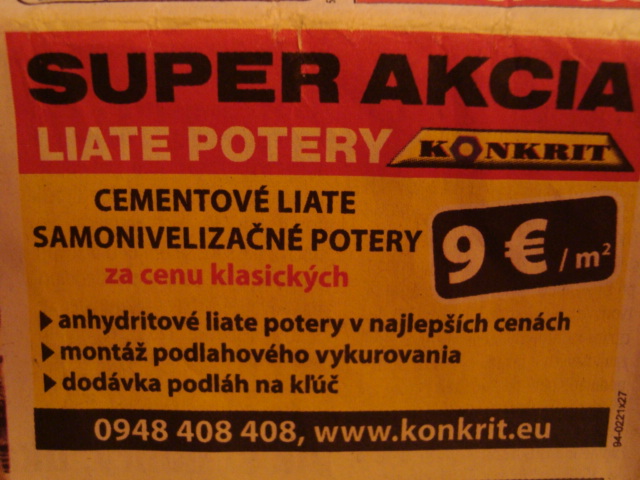 SUPER AKCIA
LIATE POTERY KONKRIT
CEMENTOVÉ LIATE
SAMONIVELIZAČNÉ POTERY
za cenu klasických
9 € / m²
anhydritové liate potery v najlepších cenách
montáž podlahového vykurovania
dodávka podláh na kľúč
0948 408 408, www.konkrit.eu
94-0221x27